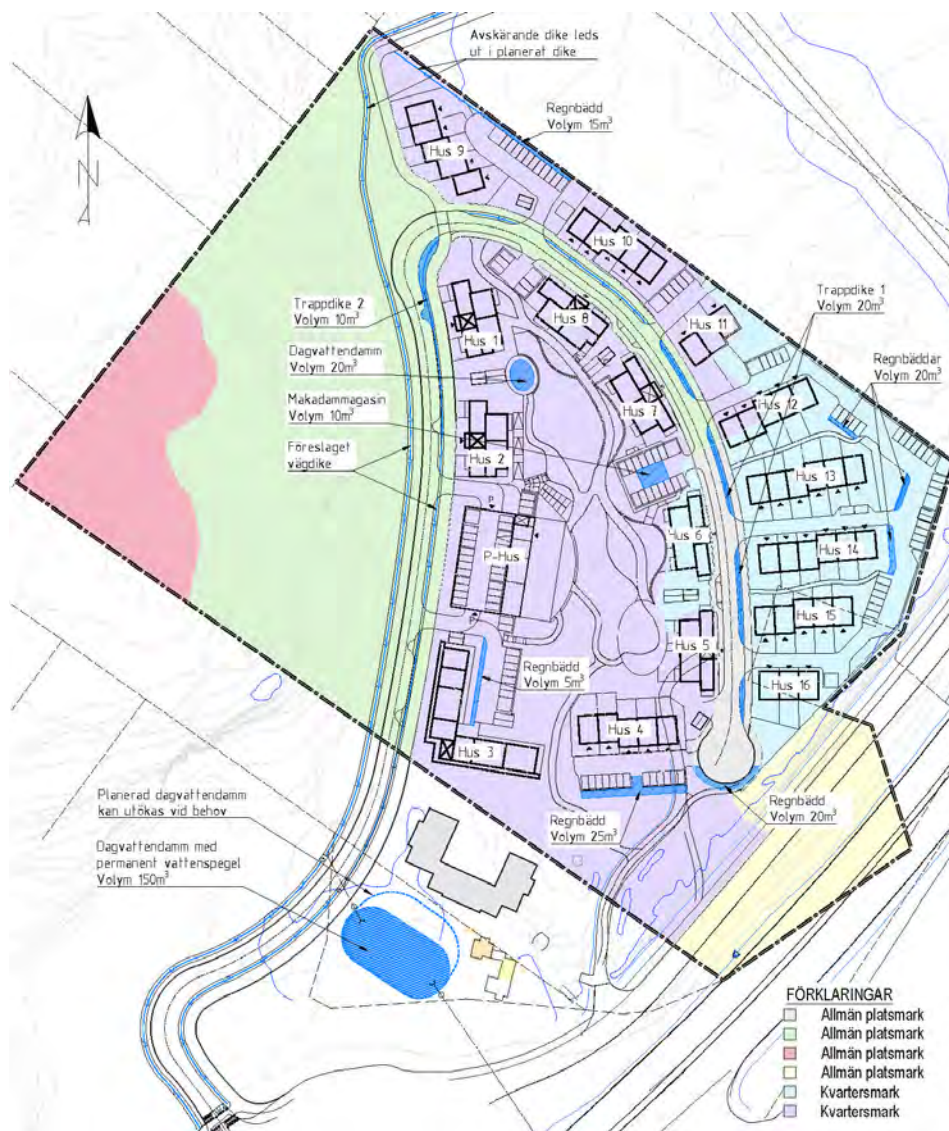 Avskärande dike leds
ut i planerat dike
N
Regnbädd
Volym 15m³
Hus 9
Hus 10
Trappdike 1
Volym 20m³
Trappdike 2
Volym 10m³
Hus 8
Hus 11
Hus 1
Dagvattendamm
Volym 20m³
Regnbäddar
Volym 20m³
Makadammagasin
Volym 10m³
Hus 7
Hus 12
Hus 2
Föreslaget
vägdike
Hus 13
P
P-Hus
Hus 6
Hus 14
Hus 15
Hus 5
Regnbädd
Volym 5m³
Hus 16
Hus 4
Hus 3
Planerad dagvattendamm
kan utökas vid behov
Regnbädd
Volym 20m³
Regnbädd
Volym 25m³
Dagvattendamm med
permanent vattenspegel
Volym 150m³
FÖRKLARINGAR
Allmän platsmark
Allmän platsmark
Allmän platsmark
Allmän platsmark
Kvartersmark
Kvartersmark